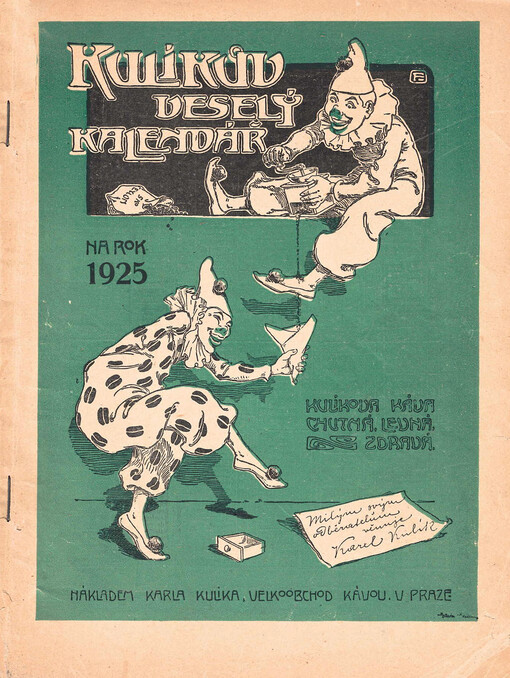 KULÍKŮV
VESELÝ
KALENDÁŘ
NA ROK
1925
KULÍKOVA KÁVA
CHUTNÁ, LEVNÁ,
ZDRAVÁ.
Milým svým
Odběratelům
věnuje
Karel Kulík
NÁKLADEM KARLA KULÍKA, VELKOOBCHOD KÁVOU. V PRAZE